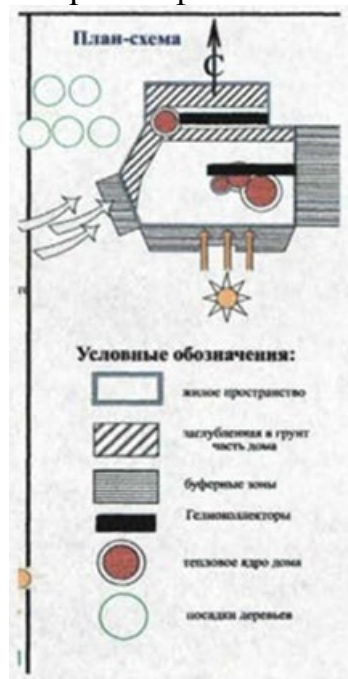 План-схема
С
Условные обозначения:
жилое пространство
заглубленная в грунт
часть дома
буферные зоны
Гелиоколлекторы
тепловое ядро дома
посадки деревьев